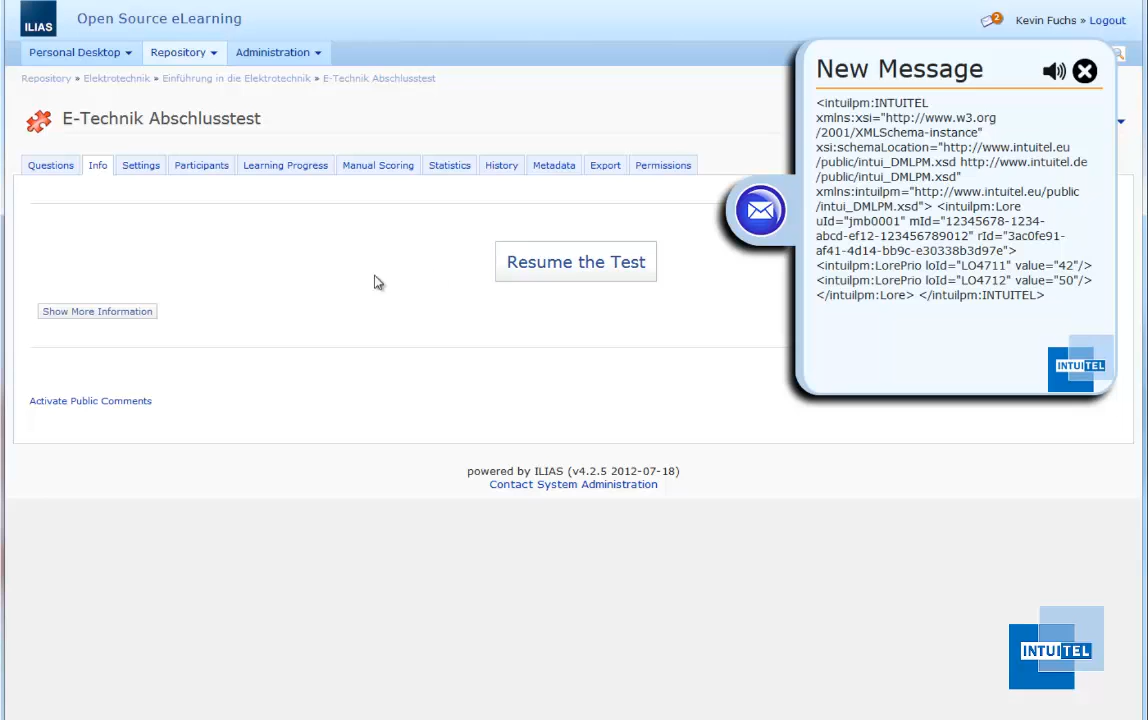 ILIAS
Open Source eLearning
2
Kevin Fuchs » Logout
Personal Desktop Repository Administration
Repository » Elektrotechnik » Einführung in die Elektrotechnik » E-Technik Abschlusstest
E-Technik Abschlusstest
Questions Info Settings Participants Learning Progress Manual Scoring Statistics History Metadata Export Permissions
Resume the Test
Show More Information
Activate Public Comments
powered by ILIAS (v4.2.5 2012-07-18)
Contact System Administration
New Message
<intuilpm:INTUITEL
xmlns:xsi="http://www.w3.org
/2001/XMLSchema-instance"
xsi:schemaLocation="http://www.intuitel.eu
/public/intui_DMLPM.xsd http://www.intuitel.de
/public/intui_DMLPM.xsd"
xmlns:intuilpm="http://www.intuitel.eu/public
/intui_DMLPM.xsd"> <intuilpm:Lore
uId="jmb0001" mId="12345678-1234-
abcd-ef12-123456789012" rId="3ac0fe91-
af41-4d14-bb9c-e30338b3d97e">
<intuilpm:LorePrio loId="LO4711" value="42"/>
<intuilpm:LorePrio loId="LO4712" value="50"/>
</intuilpm:Lore> </intuilpm:INTUITEL>
INTUITEL
INTUITEL